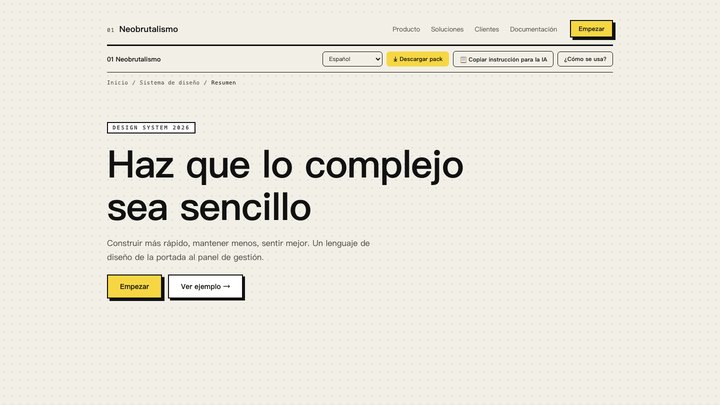 01 Neobrutalismo
Producto Soluciones Clientes Documentación Empezar
01 Neobrutalismo
Español Descargar pack Copiar instrucción para la IA ¿Cómo se usa?
Inicio / Sistema de diseño / Resumen
DESIGN SYSTEM 2026
Haz que lo complejo
sea sencillo
Construir más rápido, mantener menos, sentir mejor. Un lenguaje de
diseño de la portada al panel de gestión.
Empezar Ver ejemplo →